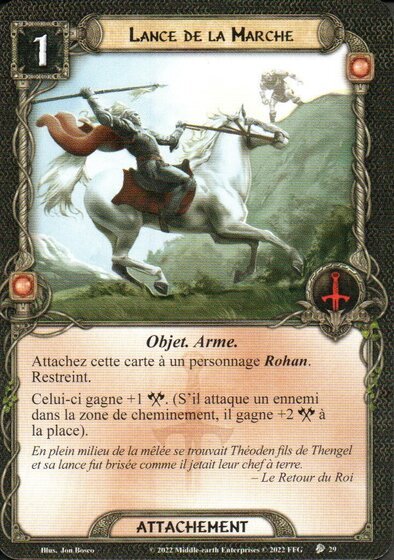 1
LANCE DE LA MARCHE
Objet. Arme.
Attachez cette carte à un personnage Rohan.
Restreint.
Celui-ci gagne +1 . (S'il attaque un ennemi
dans la zone de cheminement, il gagne +2 à
la place).
En plein milieu de la mêlée se trouvait Théoden fils de Thengel
et sa lance fut brisée comme il jetait leur chef à terre.
– Le Retour du Roi
Illus. Jon Bosco © 2022 Middle-earth Enterprises © 2022 FFG 29
ATTACHEMENT